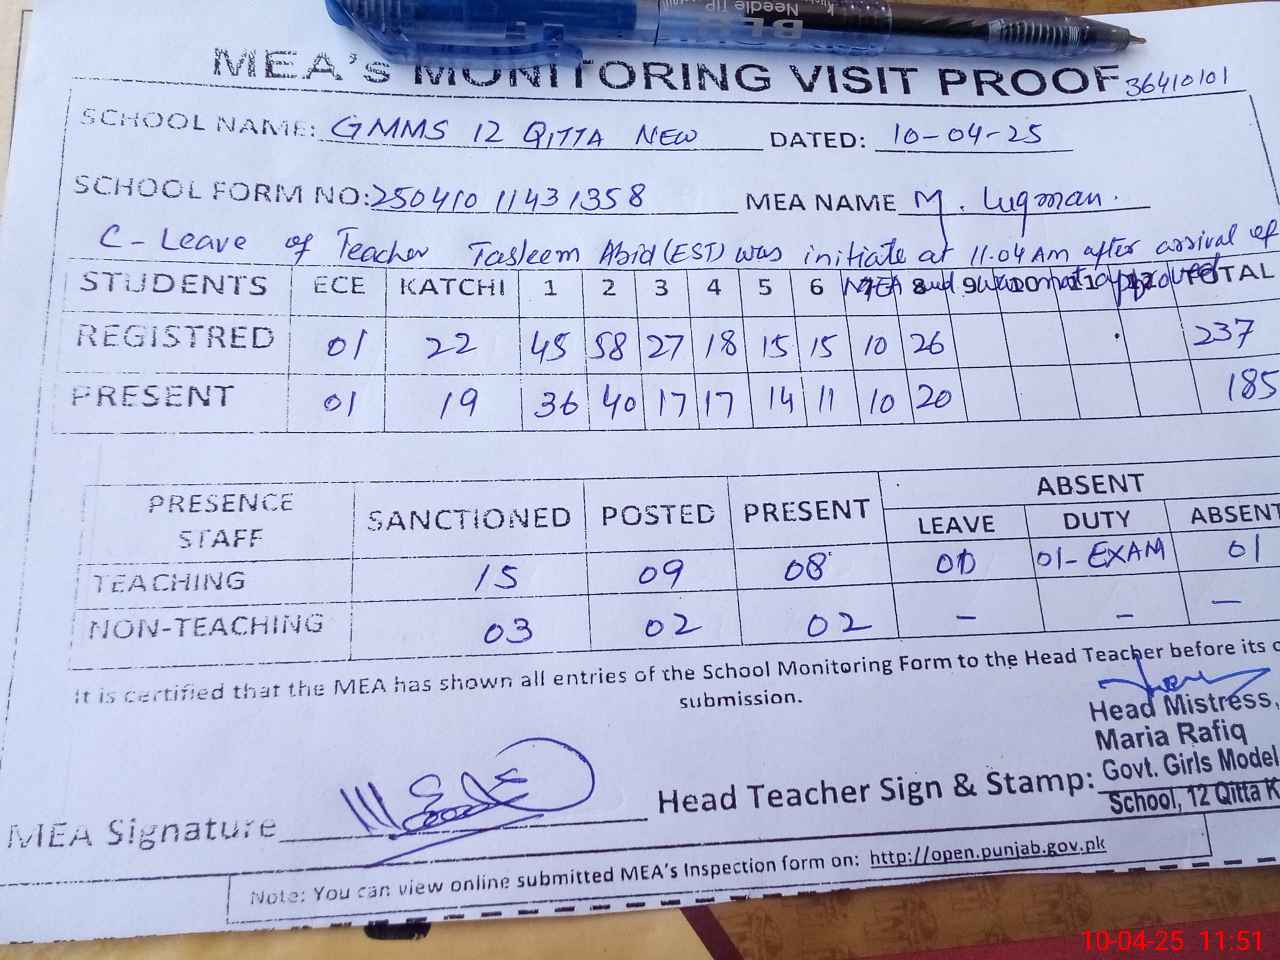 Needle TIP
MEA's MONITORING VISIT PROOF 36410101
SCHOOL NAME: GMMS 12 QITTA NEW DATED: 10-04-25
SCHOOL FORM NO: 250410 11431358 MEA NAME M. Luqman.
C-Leave of Teacher Tasleem Abid (EST) was initiate at 11.04 Am after arrival of
MEA and was approved
STUDENTS ECE KATCHI 1 2 3 4 5 6 7 8 9 10 11 12 TOTAL
REGISTRED 01 22 45 58 27 18 15 15 10 26 237
PRESENT 01 19 36 40 17 17 14 11 10 20 185
PRESENCE STAFF SANCTIONED POSTED PRESENT ABSENT
LEAVE DUTY ABSENT
TEACHING 15 09 08 00 01-EXAM 01
NON-TEACHING 03 02 02 - - -
It is certified that the MEA has shown all entries of the School Monitoring Form to the Head Teacher before its
submission.
Head Mistress,
Maria Rafiq
Govt. Girls Model
School, 12 Qitta
MEA Signature Head Teacher Sign & Stamp:
Note: You can view online submitted MEA's Inspection form on: http://open.punjab.gov.pk
10-04-25 11:51